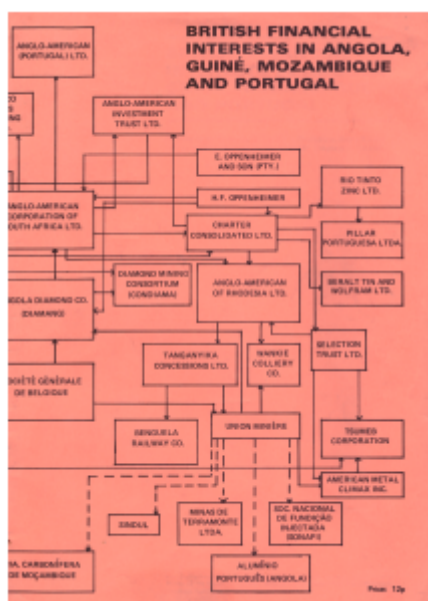 BRITISH FINANCIAL
INTERESTS IN ANGOLA,
GUINÉ, MOZAMBIQUE
AND PORTUGAL
ANGLO-AMERICAN
(PORTUGAL) LTD.
ANGLO-AMERICAN
INVESTMENT
TRUST LTD.
E. OPPENHEIMER
AND SON (PTY.)
H.F. OPPENHEIMER
RIO TINTO
ZINC LTD.
ANGLO-AMERICAN
CORPORATION OF
SOUTH AFRICA LTD.
CHARTER
CONSOLIDATED LTD.
PILLAR
PORTUGUESA LTDA.
DIAMOND MINING
CONSORTIUM
(CONDIAMA)
ANGLO-AMERICAN
OF RHODESIA LTD.
BERALT TIN AND
WOLFRAM LTD.
NGOLA DIAMOND CO.
(DIAMANG)
TANGANYIKA
CONCESSIONS LTD.
WANKIE
COLLIERY
CO.
SELECTION
TRUST LTD.
SOCIÉTÉ GÉNÉRALE
DE BELGIQUE
BENGUELA
RAILWAY CO.
UNION MINIÈRE
TSUMEB
CORPORATION
AMERICAN METAL
CLIMAX INC.
SINDUL
MINAS DE
TERRAMONTE
LTDA.
SOC. NACIONAL
DE FUNDIÇÃO
INJECTADA
(SONAFI)
IA. CARBONÍFERA
DE MOÇAMBIQUE
ALUMÍNIO
PORTUGUÊS (ANGOLA)
Price: 12p